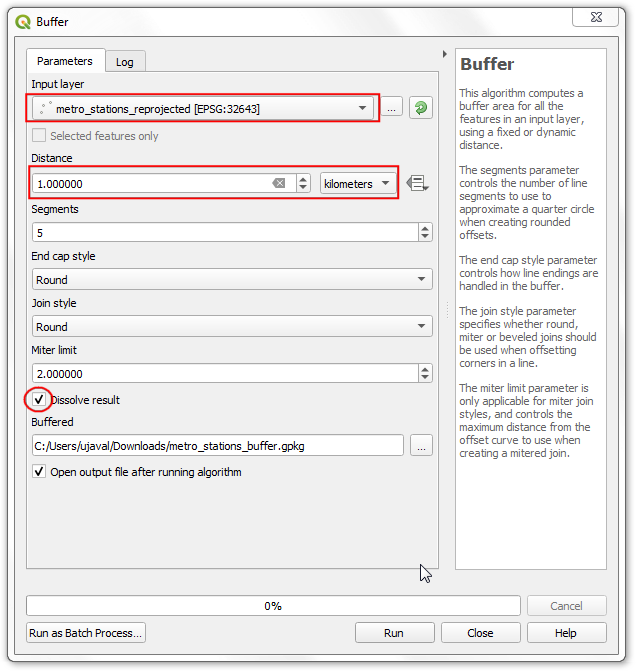 Buffer
Parameters
Log
Input layer
metro_stations_reprojected [EPSG:32643]
...
Selected features only
Distance
1.000000
kilometers
Segments
5
End cap style
Round
Join style
Round
Miter limit
2.000000
Dissolve result
Buffered
C:/Users/ujaval/Downloads/metro_stations_buffer.gpkg
...
Open output file after running algorithm
Buffer
This algorithm computes a
buffer area for all the
features in an input layer,
using a fixed or dynamic
distance.
The segments parameter
controls the number of line
segments to use to
approximate a quarter circle
when creating rounded
offsets.
The end cap style parameter
controls how line endings are
handled in the buffer.
The join style parameter
specifies whether round,
miter or beveled joins should
be used when offsetting
corners in a line.
The miter limit parameter is
only applicable for miter join
styles, and controls the
maximum distance from the
offset curve to use when
creating a mitered join.
0%
Cancel
Run as Batch Process...
Run
Close
Help